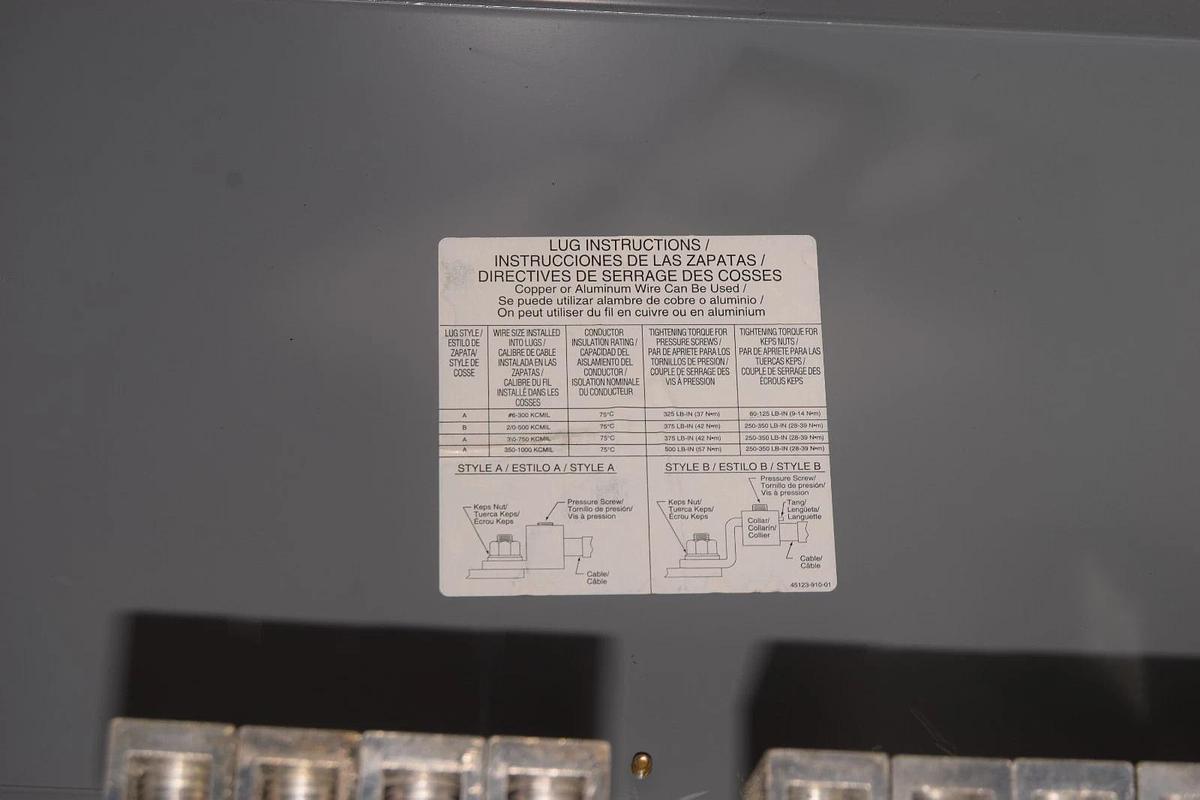 LUG INSTRUCTIONS /
INSTRUCCIONES DE LAS ZAPATAS /
DIRECTIVES DE SERRAGE DES COSSES
Copper or Aluminum Wire Can Be Used /
Se puede utilizar alambre de cobre o aluminio /
On peut utiliser du fil en cuivre ou en aluminium
LUG STYLE /
ESTILO DE
ZAPATA/
STYLE DE
COSSE
WIRE SIZE INSTALLED
INTO LUGS /
CALIBRE DE CABLE
INSTALADA EN LAS
ZAPATAS /
CALIBRE DU FIL
INSTALLÉ DANS LES
COSSES
CONDUCTOR
INSULATION RATING /
CAPACIDAD DEL
AISLAMIENTO DEL
CONDUCTOR /
ISOLATION NOMINALE
DU CONDUCTEUR
TIGHTENING TORQUE FOR
PRESSURE SCREWS /
PAR DE APRIETE PARA LOS
TORNILLOS DE PRESIÓN /
COUPLE DE SERRAGE DES
VIS À PRESSION
TIGHTENING TORQUE FOR
KEPS NUTS /
PAR DE APRIETE PARA LAS
TUERCAS KEPS /
COUPLE DE SERRAGE DES
ÉCROUS KEPS
A #6-300 KCMIL 75°C 325 LB-IN (37 N•m) 80-125 LB-IN (9-14 N•m)
B 2/0-500 KCMIL 75°C 375 LB-IN (42 N•m) 250-350 LB-IN (28-39 N•m)
A 3/0-750 KCMIL 75°C 375 LB-IN (42 N•m) 250-350 LB-IN (28-39 N•m)
A 350-1000 KCMIL 75°C 500 LB-IN (57 N•m) 250-350 LB-IN (28-39 N•m)
STYLE A / ESTILO A / STYLE A
Keps Nut/
Tuerca Keps/
Écrou Keps
Pressure Screw/
Tornillo de presión/
Vis à pression
Cable/
Câble
STYLE B / ESTILO B / STYLE B
Pressure Screw/
Tornillo de presión/
Vis à pression
Keps Nut/
Tuerca Keps/
Écrou Keps
Tang/
Lengüeta/
Languette
Collar/
Collarín/
Collier
Cable/
Câble
45123-910-01